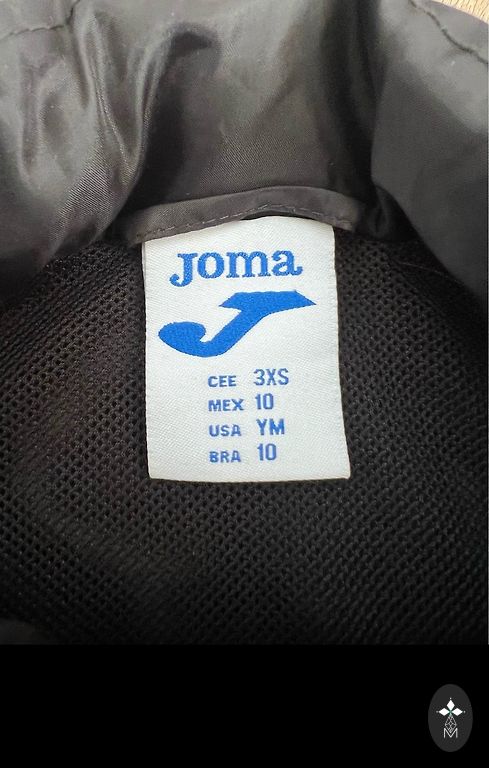 Joma
CEE 3XS
MEX 10
USA YM
BRA 10
M